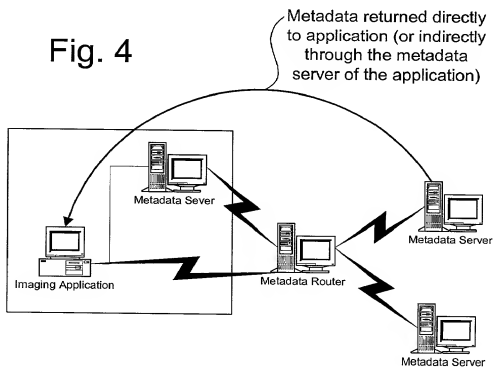 Fig. 4
Metadata returned directly
to application (or indirectly
through the metadata
server of the application)
Metadata Sever
Imaging Application
Metadata Router
Metadata Server
Metadata Server